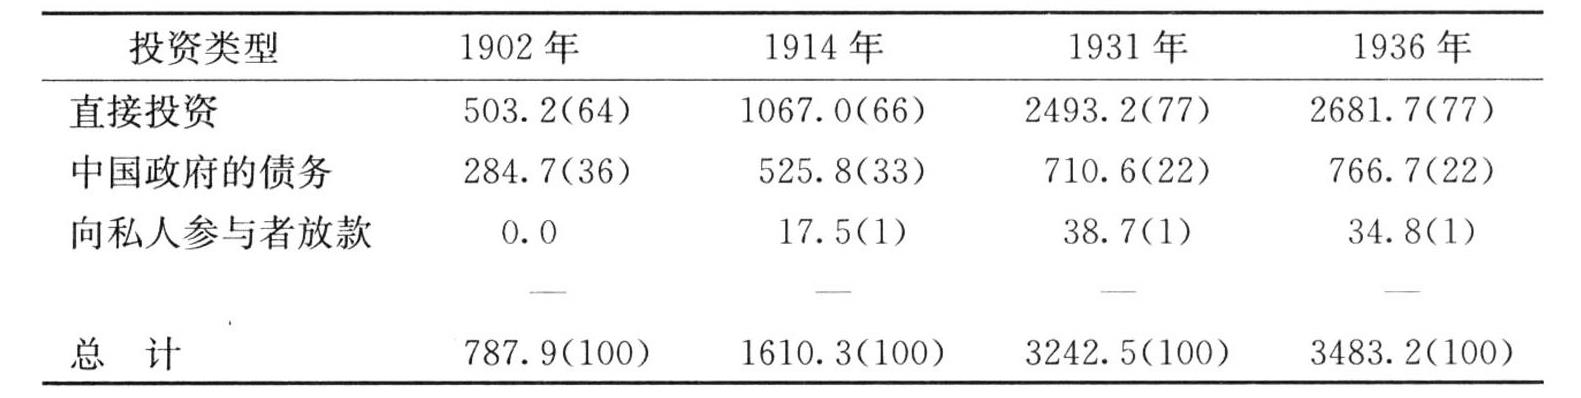 投资类型 1902年 1914年 1931年 1936年
直接投资 503.2(64) 1067.0(66) 2493.2(77) 2681.7(77)
中国政府的债务 284.7(36) 525.8(33) 710.6(22) 766.7(22)
向私人参与者放款 0.0 17.5(1) 38.7(1) 34.8(1)
— — — —
总 计 787.9(100) 1610.3(100) 3242.5(100) 3483.2(100)